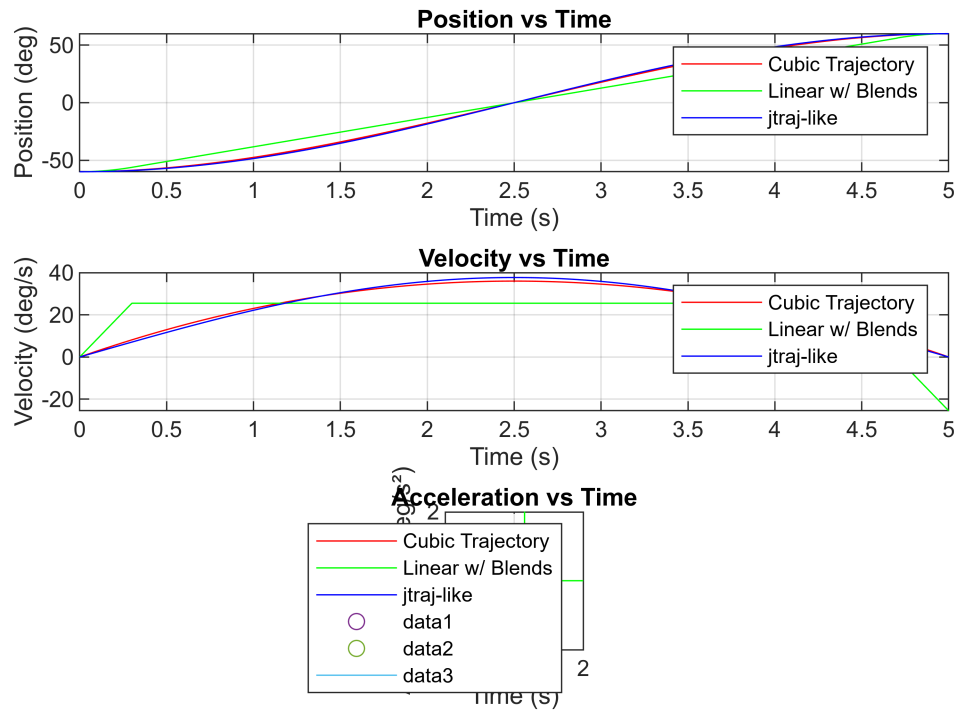 Position vs Time
Position (deg)
50
0
-50
Cubic Trajectory
Linear w/ Blends
jtraj-like
0 0.5 1 1.5 2 2.5 3 3.5 4 4.5 5
Time (s)
Velocity vs Time
Velocity (deg/s)
40
20
0
-20
Cubic Trajectory
Linear w/ Blends
jtraj-like
0 0.5 1 1.5 2 2.5 3 3.5 4 4.5 5
Time (s)
Acceleration vs Time
2
Cubic Trajectory
Linear w/ Blends
jtraj-like
data1
data2
data3
2
Time (s)